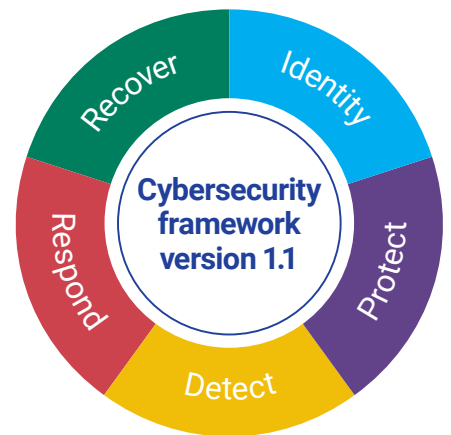 Recover
Identity
Cybersecurity
framework
version 1.1
Respond
Protect
Detect